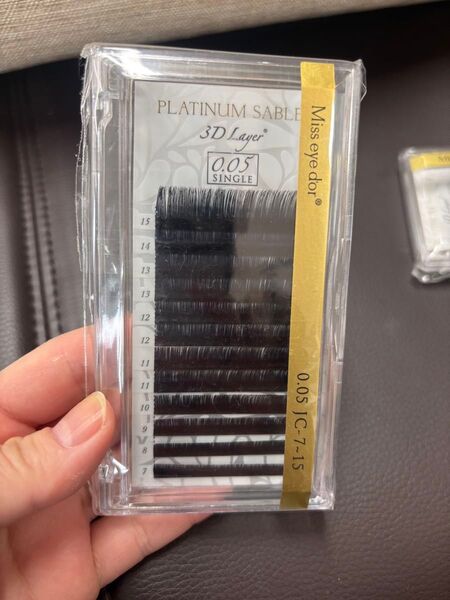 PLATINUM SABLE
3D Layer®
0.05
SINGLE
15
14
13
13
12
12
11
11
10
9
8
7
Miss eye dor®
0.05 JC-7~15